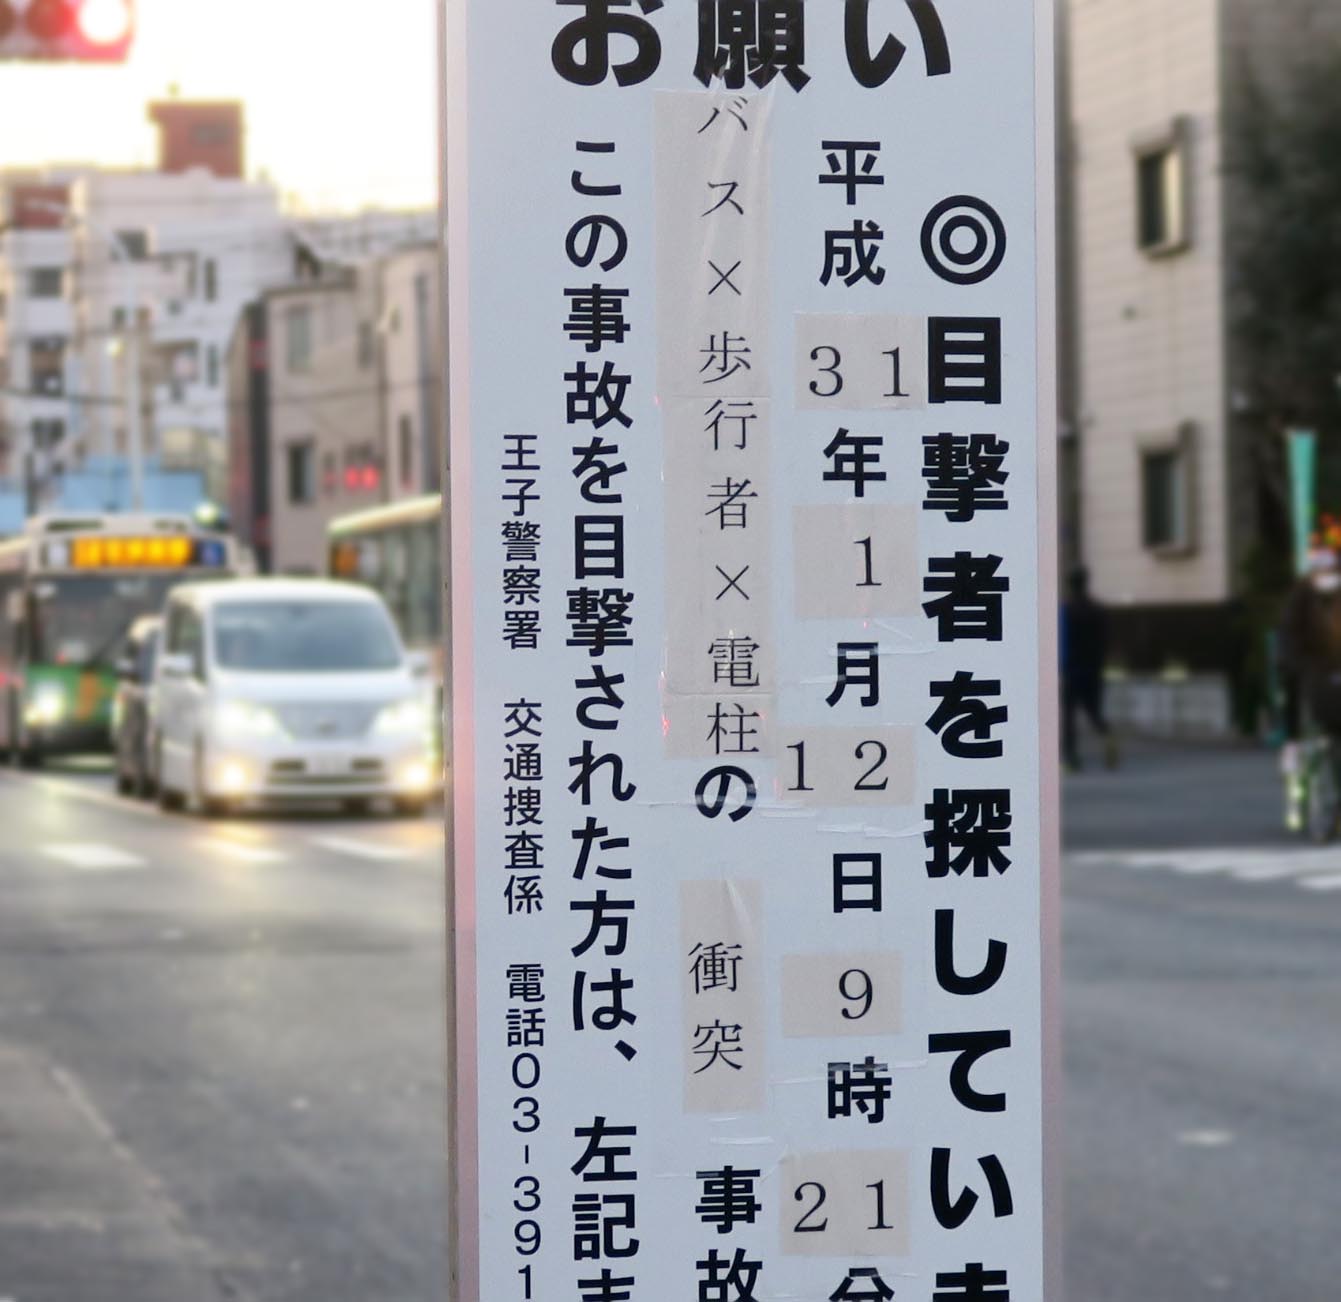 お願い
◎目撃者を探していま
平成31年1月12日9時21分
バス×歩行者×電柱の 衝突 事故
この事故を目撃された方は、左記ま
王子警察署 交通捜査係 電話03-391